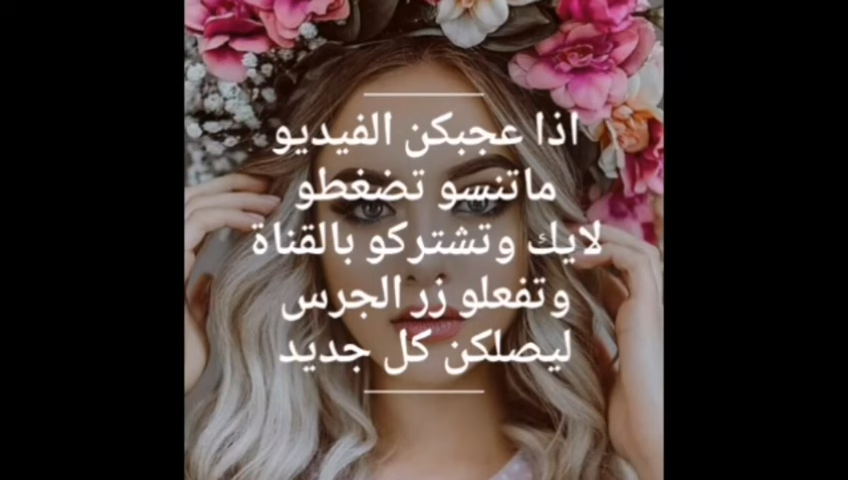 اذا عجبكن الفيديو
ماتنسو تضغطو
لايك وتشتركو بالقناة
وتفعلو زر الجرس
ليصلكن كل جديد